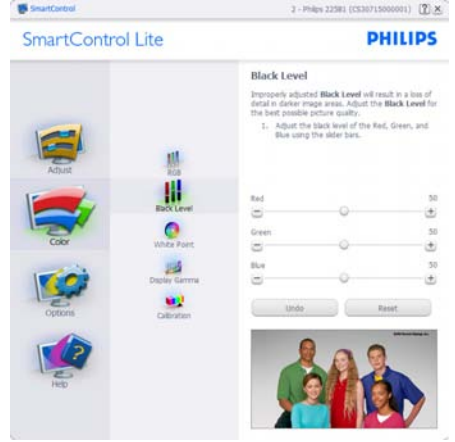 SmartControl
2 - Philips 225B1 (CS30715000001)
SmartControl Lite
PHILIPS
Adjust
Color
Options
Help
RGB
Black Level
White Point
Display Gamma
Calibration
Black Level
Improperly adjusted Black Level will result in a loss of
detail in darker image areas. Adjust the Black Level for
the best possible picture quality.
1. Adjust the black level of the Red, Green, and
Blue using the slider bars.
Red 50
Green 50
Blue 50
Undo
Reset